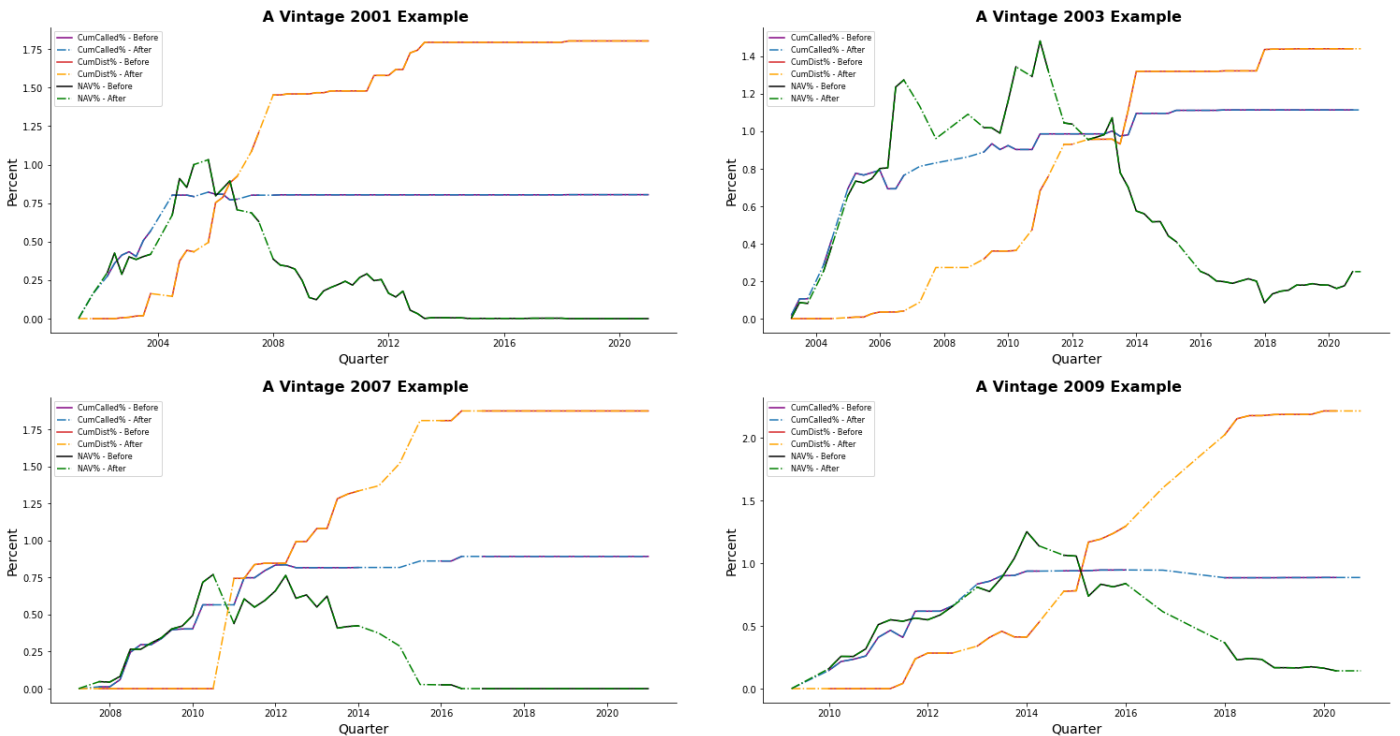 A Vintage 2001 Example
CumCalled% - Before
CumCalled% - After
CumDist% - Before
CumDist% - After
NAV% - Before
NAV% - After
1.75
1.50
1.25
1.00
0.75
0.50
0.25
0.00
Percent
2004
2008
2012
2016
2020
Quarter
A Vintage 2003 Example
CumCalled% - Before
CumCalled% - After
CumDist% - Before
CumDist% - After
NAV% - Before
NAV% - After
1.4
1.2
1.0
0.8
0.6
0.4
0.2
0.0
Percent
2004
2006
2008
2010
2012
2014
2016
2018
2020
Quarter
A Vintage 2007 Example
CumCalled% - Before
CumCalled% - After
CumDist% - Before
CumDist% - After
NAV% - Before
NAV% - After
1.75
1.50
1.25
1.00
0.75
0.50
0.25
0.00
Percent
2008
2010
2012
2014
2016
2018
2020
Quarter
A Vintage 2009 Example
CumCalled% - Before
CumCalled% - After
CumDist% - Before
CumDist% - After
NAV% - Before
NAV% - After
2.0
1.5
1.0
0.5
0.0
Percent
2010
2012
2014
2016
2018
2020
Quarter